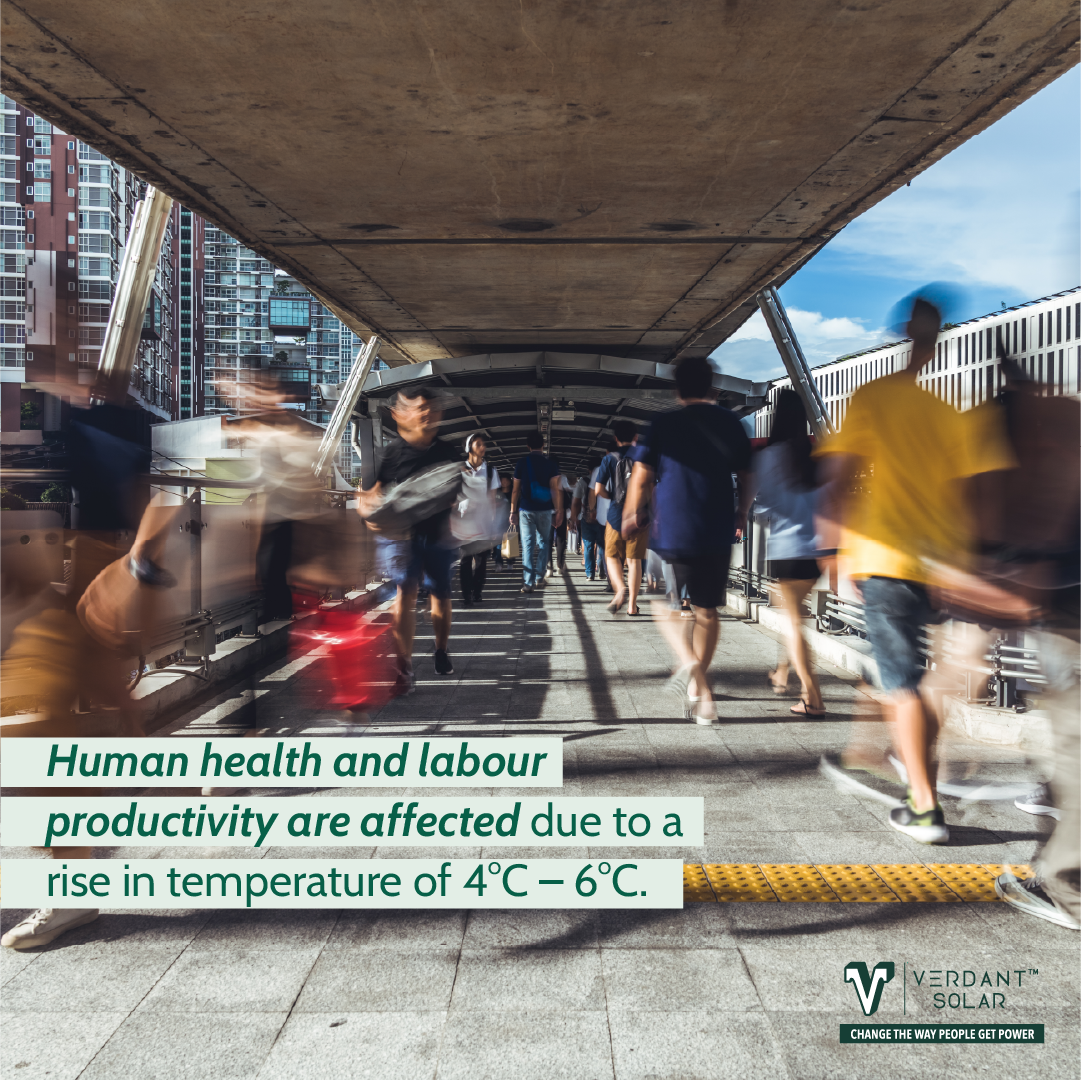 Human health and labour
productivity are affected due to a
rise in temperature of 4°C – 6°C.
VERDANT™
SOLAR
CHANGE THE WAY PEOPLE GET POWER